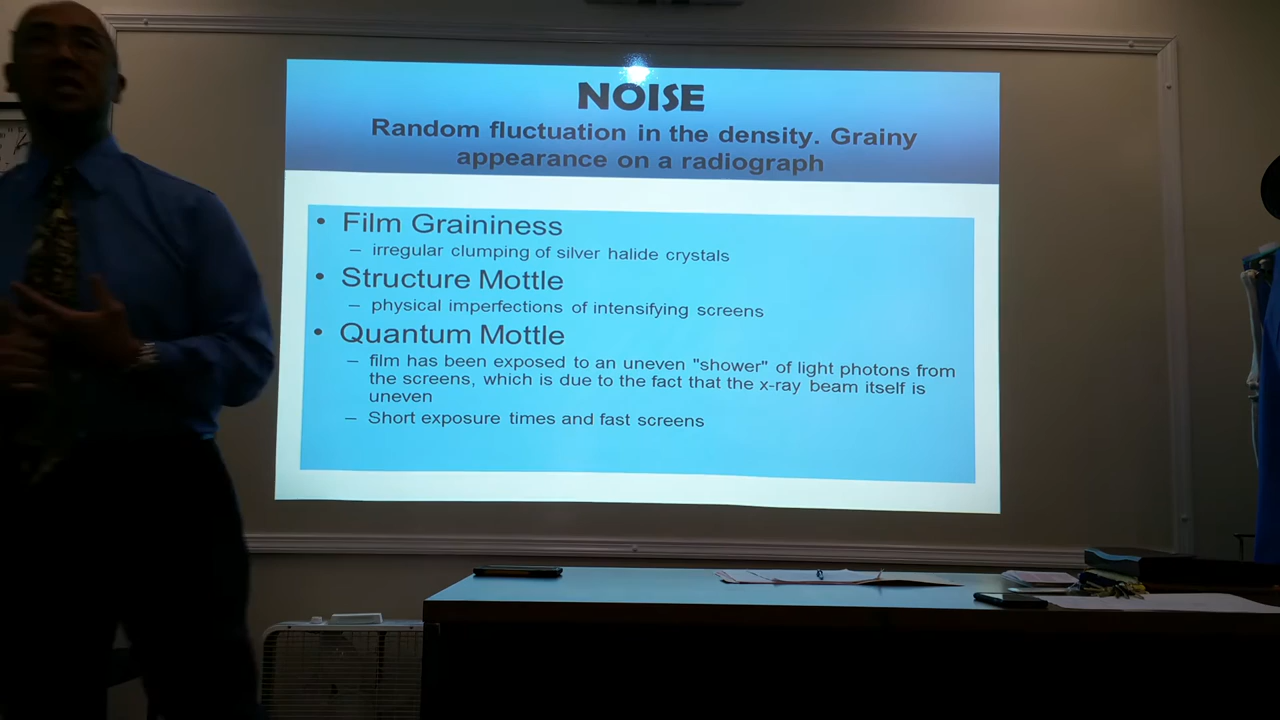 NOISE
Random fluctuation in the density. Grainy
appearance on a radiograph
• Film Graininess
– irregular clumping of silver halide crystals
• Structure Mottle
– physical imperfections of intensifying screens
• Quantum Mottle
– film has been exposed to an uneven "shower" of light photons from
the screens, which is due to the fact that the x-ray beam itself is
uneven
– Short exposure times and fast screens